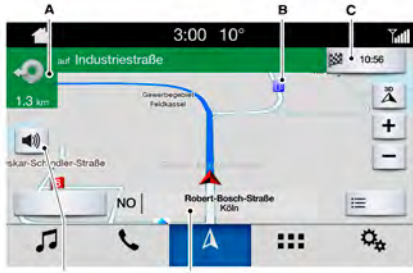 A
B
C
3:00 10°
auf Industriestraße
10:56
1.3 km
Gewerbegebiet
Feldkassel
3D
+
skar-Schindler-Straße
−
NO
Robert-Bosch-Straße
Köln